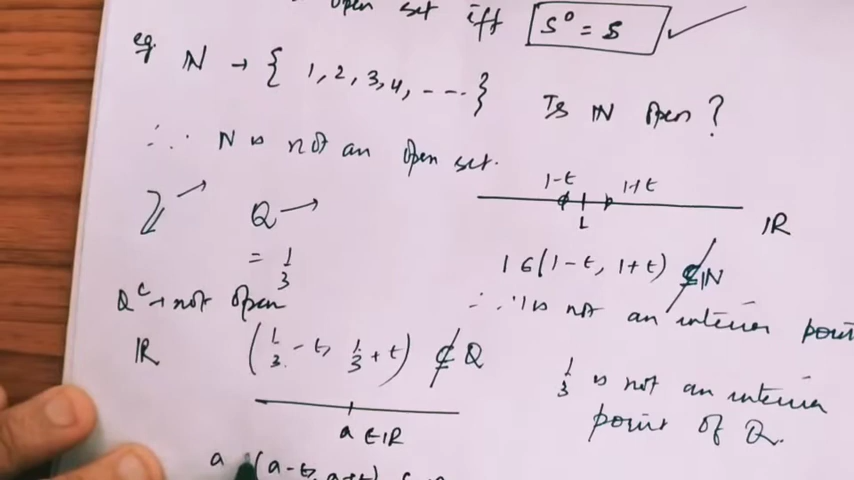 open set iff S° = S
eg. N → { 1, 2, 3, 4, - - - . }
Is N open ?
∴ N is not an open set.
1-ε 1+ε
1
IR
Z → Q →
= 1/3
1 ∈ (1-ε, 1+ε) ⊄ N
∴ 1 is not an interior point
Q^c → not open
IR (1/3 - ε, 1/3 + ε) ⊄ Q
1/3 is not an interior
point of Q.
a ∈ IR
a (a-ε, a+ε)